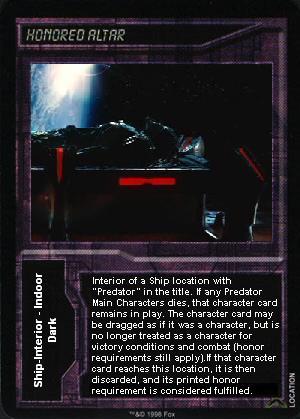 HONORED ALTAR
Ship-Interior - Indoor
Dark
Interior of a Ship location with
"Predator" in the title. If any Predator
Main Characters dies, that character card
remains in play. The character card may
be dragged as if it was a character, but is
no longer treated as a character for
victory conditions and combat (honor
requirements still apply).If that character
card reaches this location, it is then
discarded, and its printed honor
requirement is considered fulfilled.
LOCATION
™&© 1998 Fox